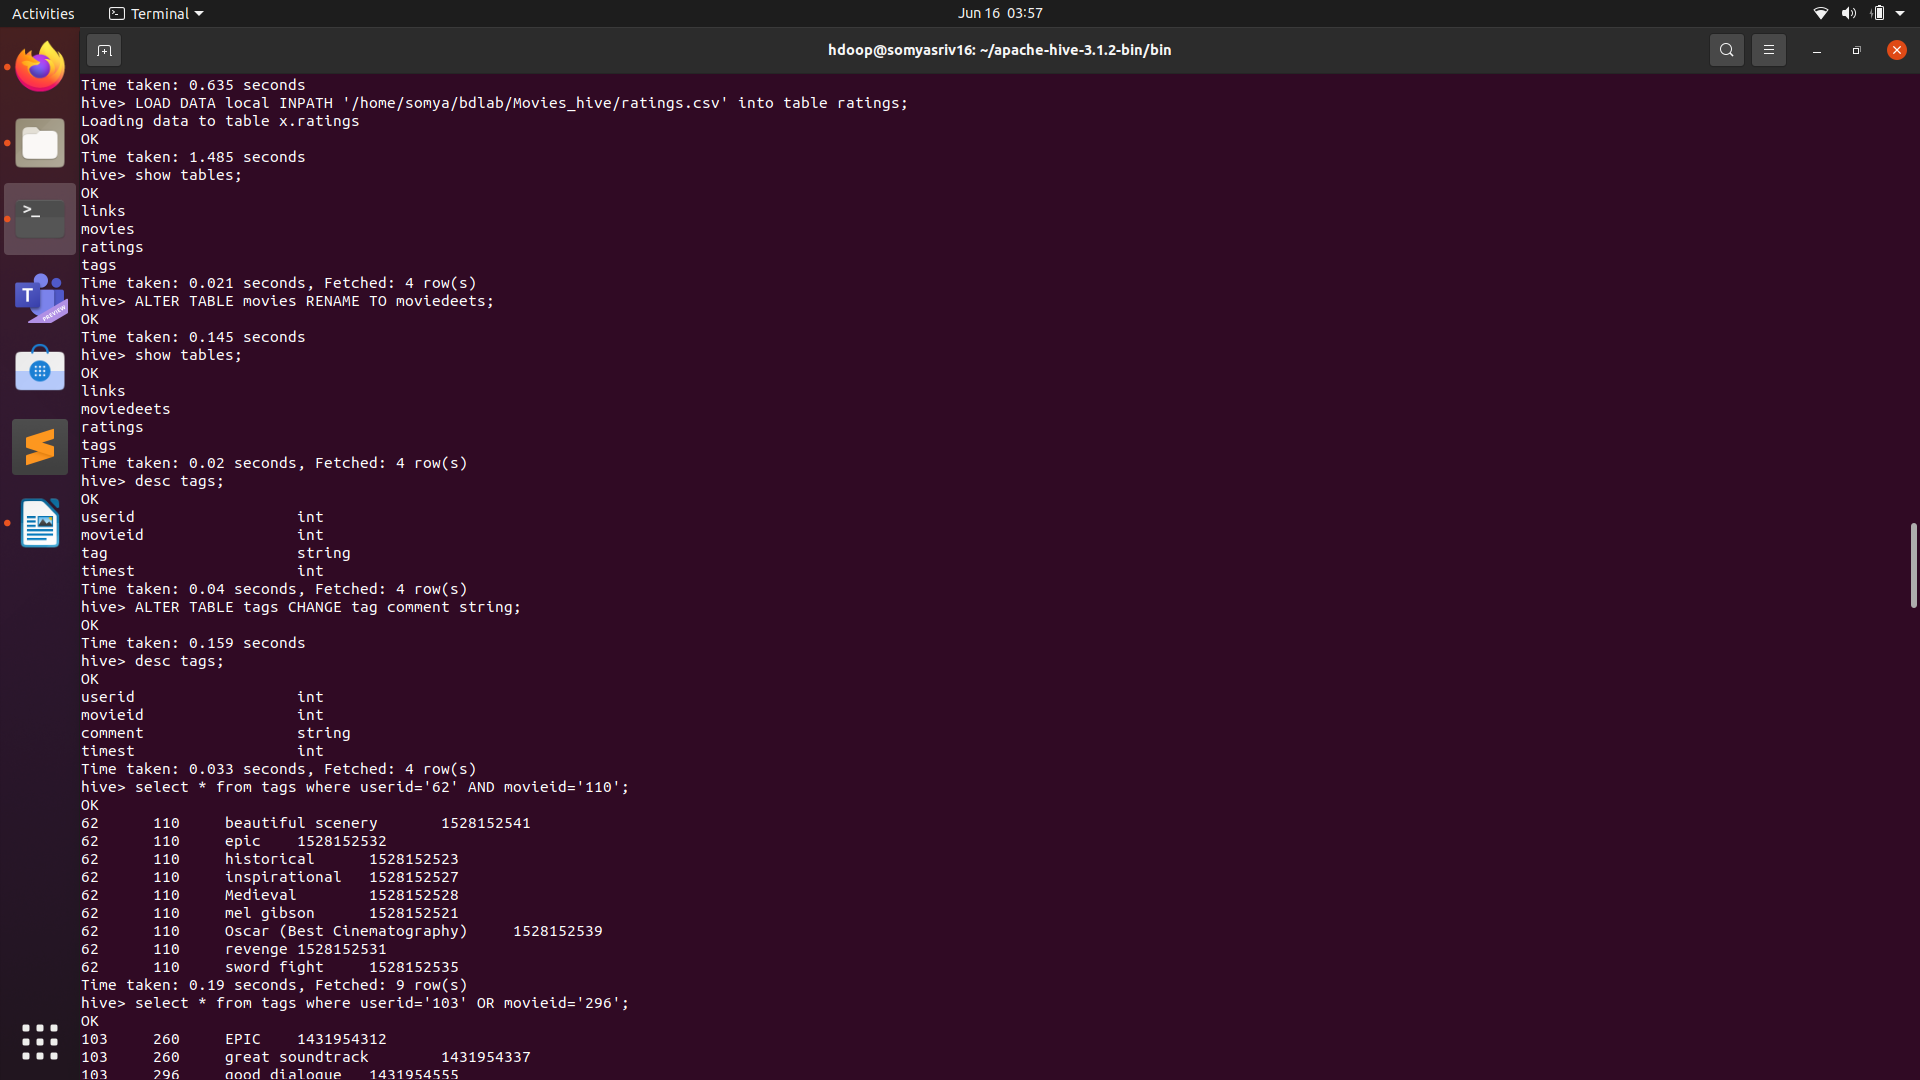 Activities
Terminal
Jun 16 03:57
hdoop@somyasriv16: ~/apache-hive-3.1.2-bin/bin
Time taken: 0.635 seconds
hive> LOAD DATA local INPATH '/home/somya/bdlab/Movies_hive/ratings.csv' into table ratings;
Loading data to table x.ratings
OK
Time taken: 1.485 seconds
hive> show tables;
OK
links
movies
ratings
tags
Time taken: 0.021 seconds, Fetched: 4 row(s)
hive> ALTER TABLE movies RENAME TO moviedeets;
OK
Time taken: 0.145 seconds
hive> show tables;
OK
links
moviedeets
ratings
tags
Time taken: 0.02 seconds, Fetched: 4 row(s)
hive> desc tags;
OK
userid int
movieid int
tag string
timest int
Time taken: 0.04 seconds, Fetched: 4 row(s)
hive> ALTER TABLE tags CHANGE tag comment string;
OK
Time taken: 0.159 seconds
hive> desc tags;
OK
userid int
movieid int
comment string
timest int
Time taken: 0.033 seconds, Fetched: 4 row(s)
hive> select * from tags where userid='62' AND movieid='110';
OK
62 110 beautiful scenery 1528152541
62 110 epic 1528152532
62 110 historical 1528152523
62 110 inspirational 1528152527
62 110 Medieval 1528152528
62 110 mel gibson 1528152521
62 110 Oscar (Best Cinematography) 1528152539
62 110 revenge 1528152531
62 110 sword fight 1528152535
Time taken: 0.19 seconds, Fetched: 9 row(s)
hive> select * from tags where userid='103' OR movieid='296';
OK
103 260 EPIC 1431954312
103 260 great soundtrack 1431954337
103 296 good dialogue 1431954555
T
PREVIEW
>_